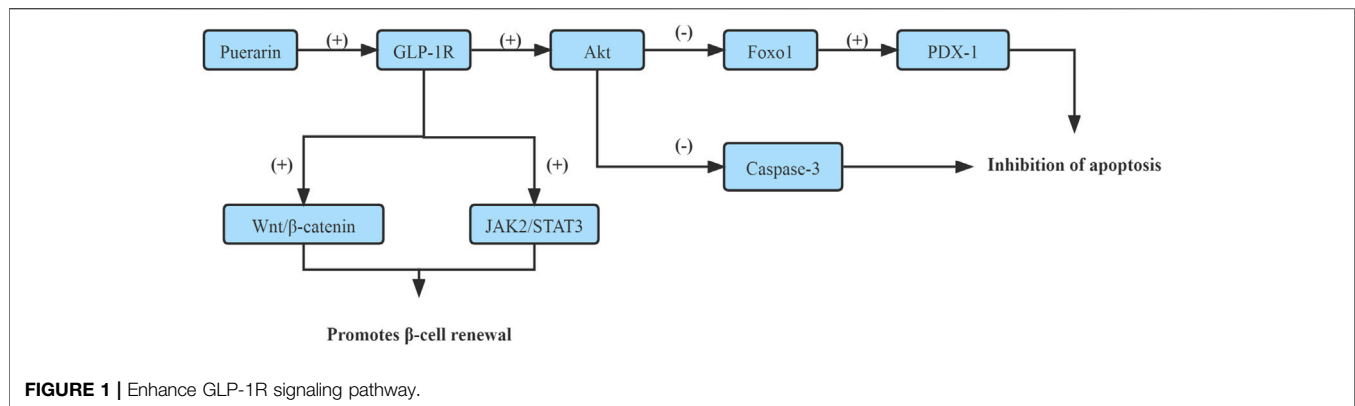 Puerarin (+) GLP-1R (+) Akt (-) Foxo1 (+) PDX-1
(-) Caspase-3 Inhibition of apoptosis
(+) (+)
Wnt/β-catenin JAK2/STAT3
Promotes β-cell renewal
FIGURE 1 | Enhance GLP-1R signaling pathway.